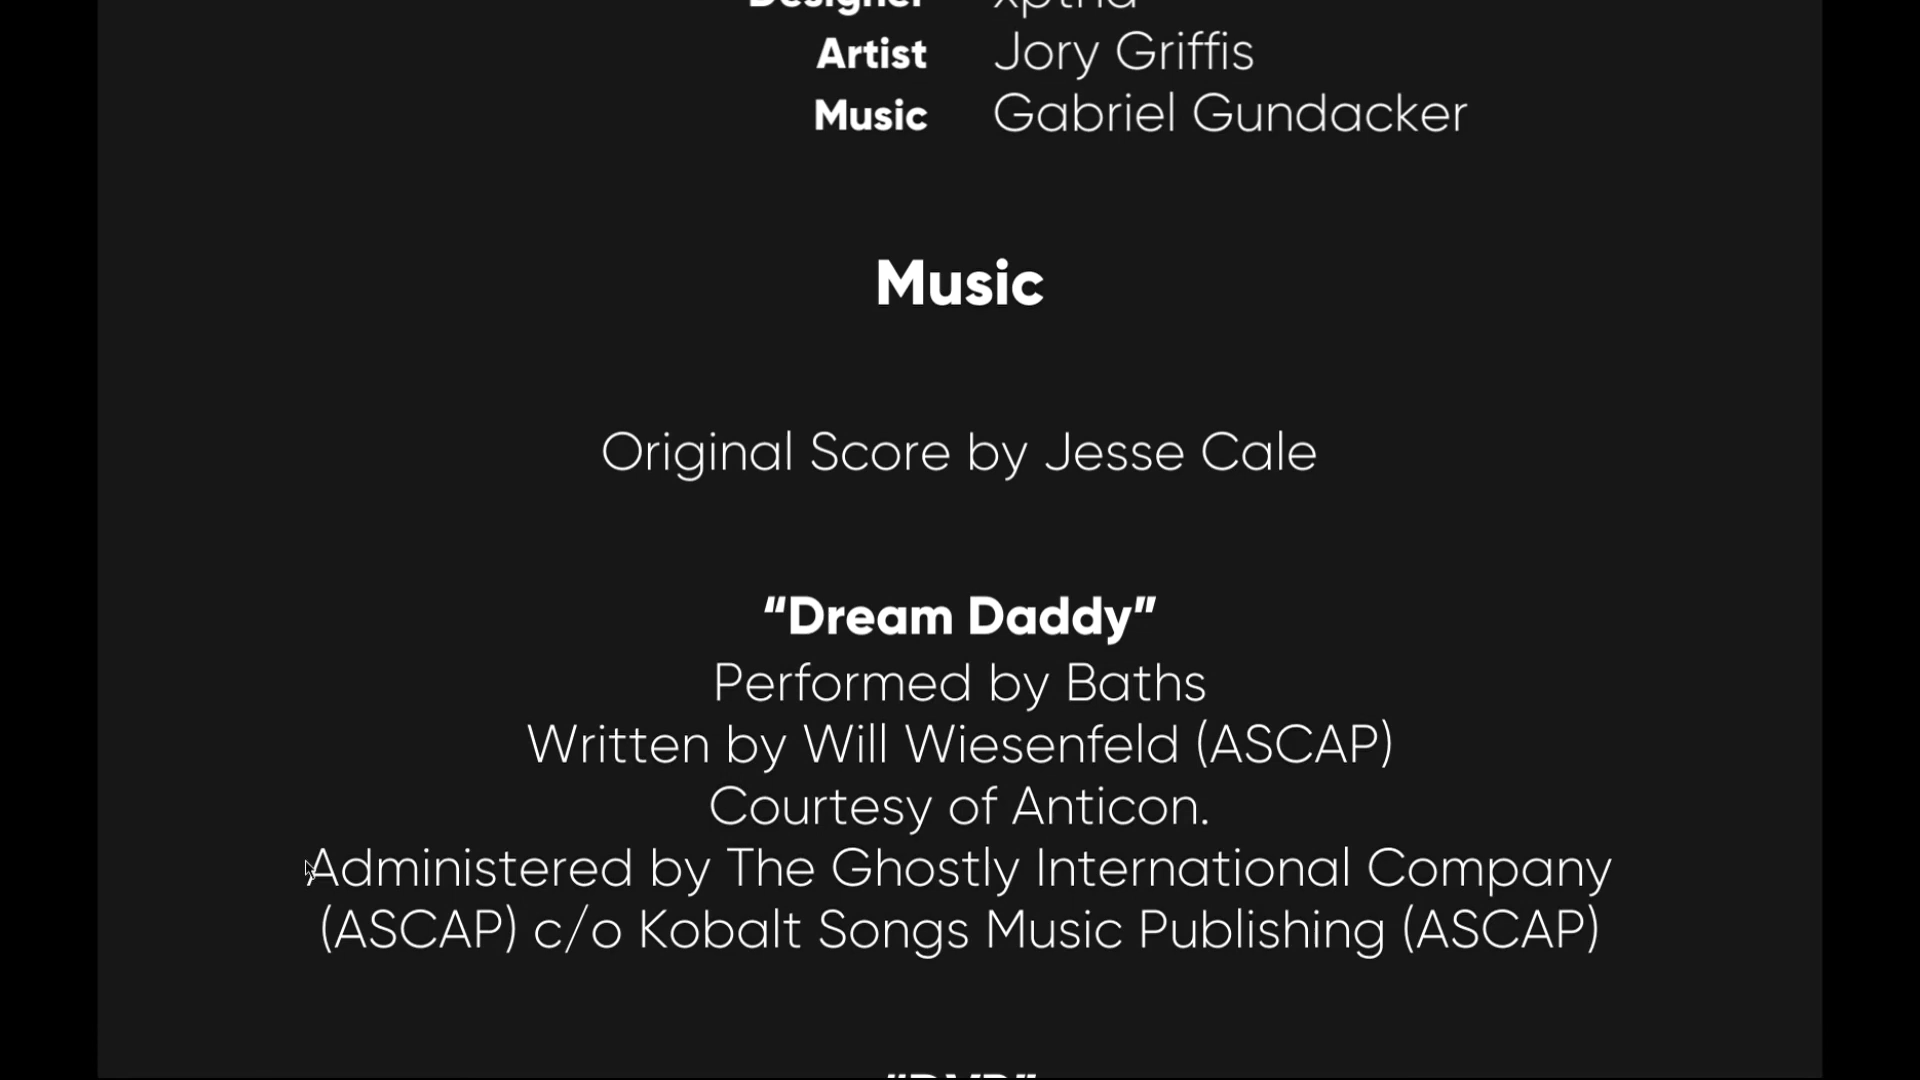 Designer
Artist Jory Griffis
Music Gabriel Gundacker
Music
Original Score by Jesse Cale
“Dream Daddy”
Performed by Baths
Written by Will Wiesenfeld (ASCAP)
Courtesy of Anticon.
Administered by The Ghostly International Company
(ASCAP) c/o Kobalt Songs Music Publishing (ASCAP)